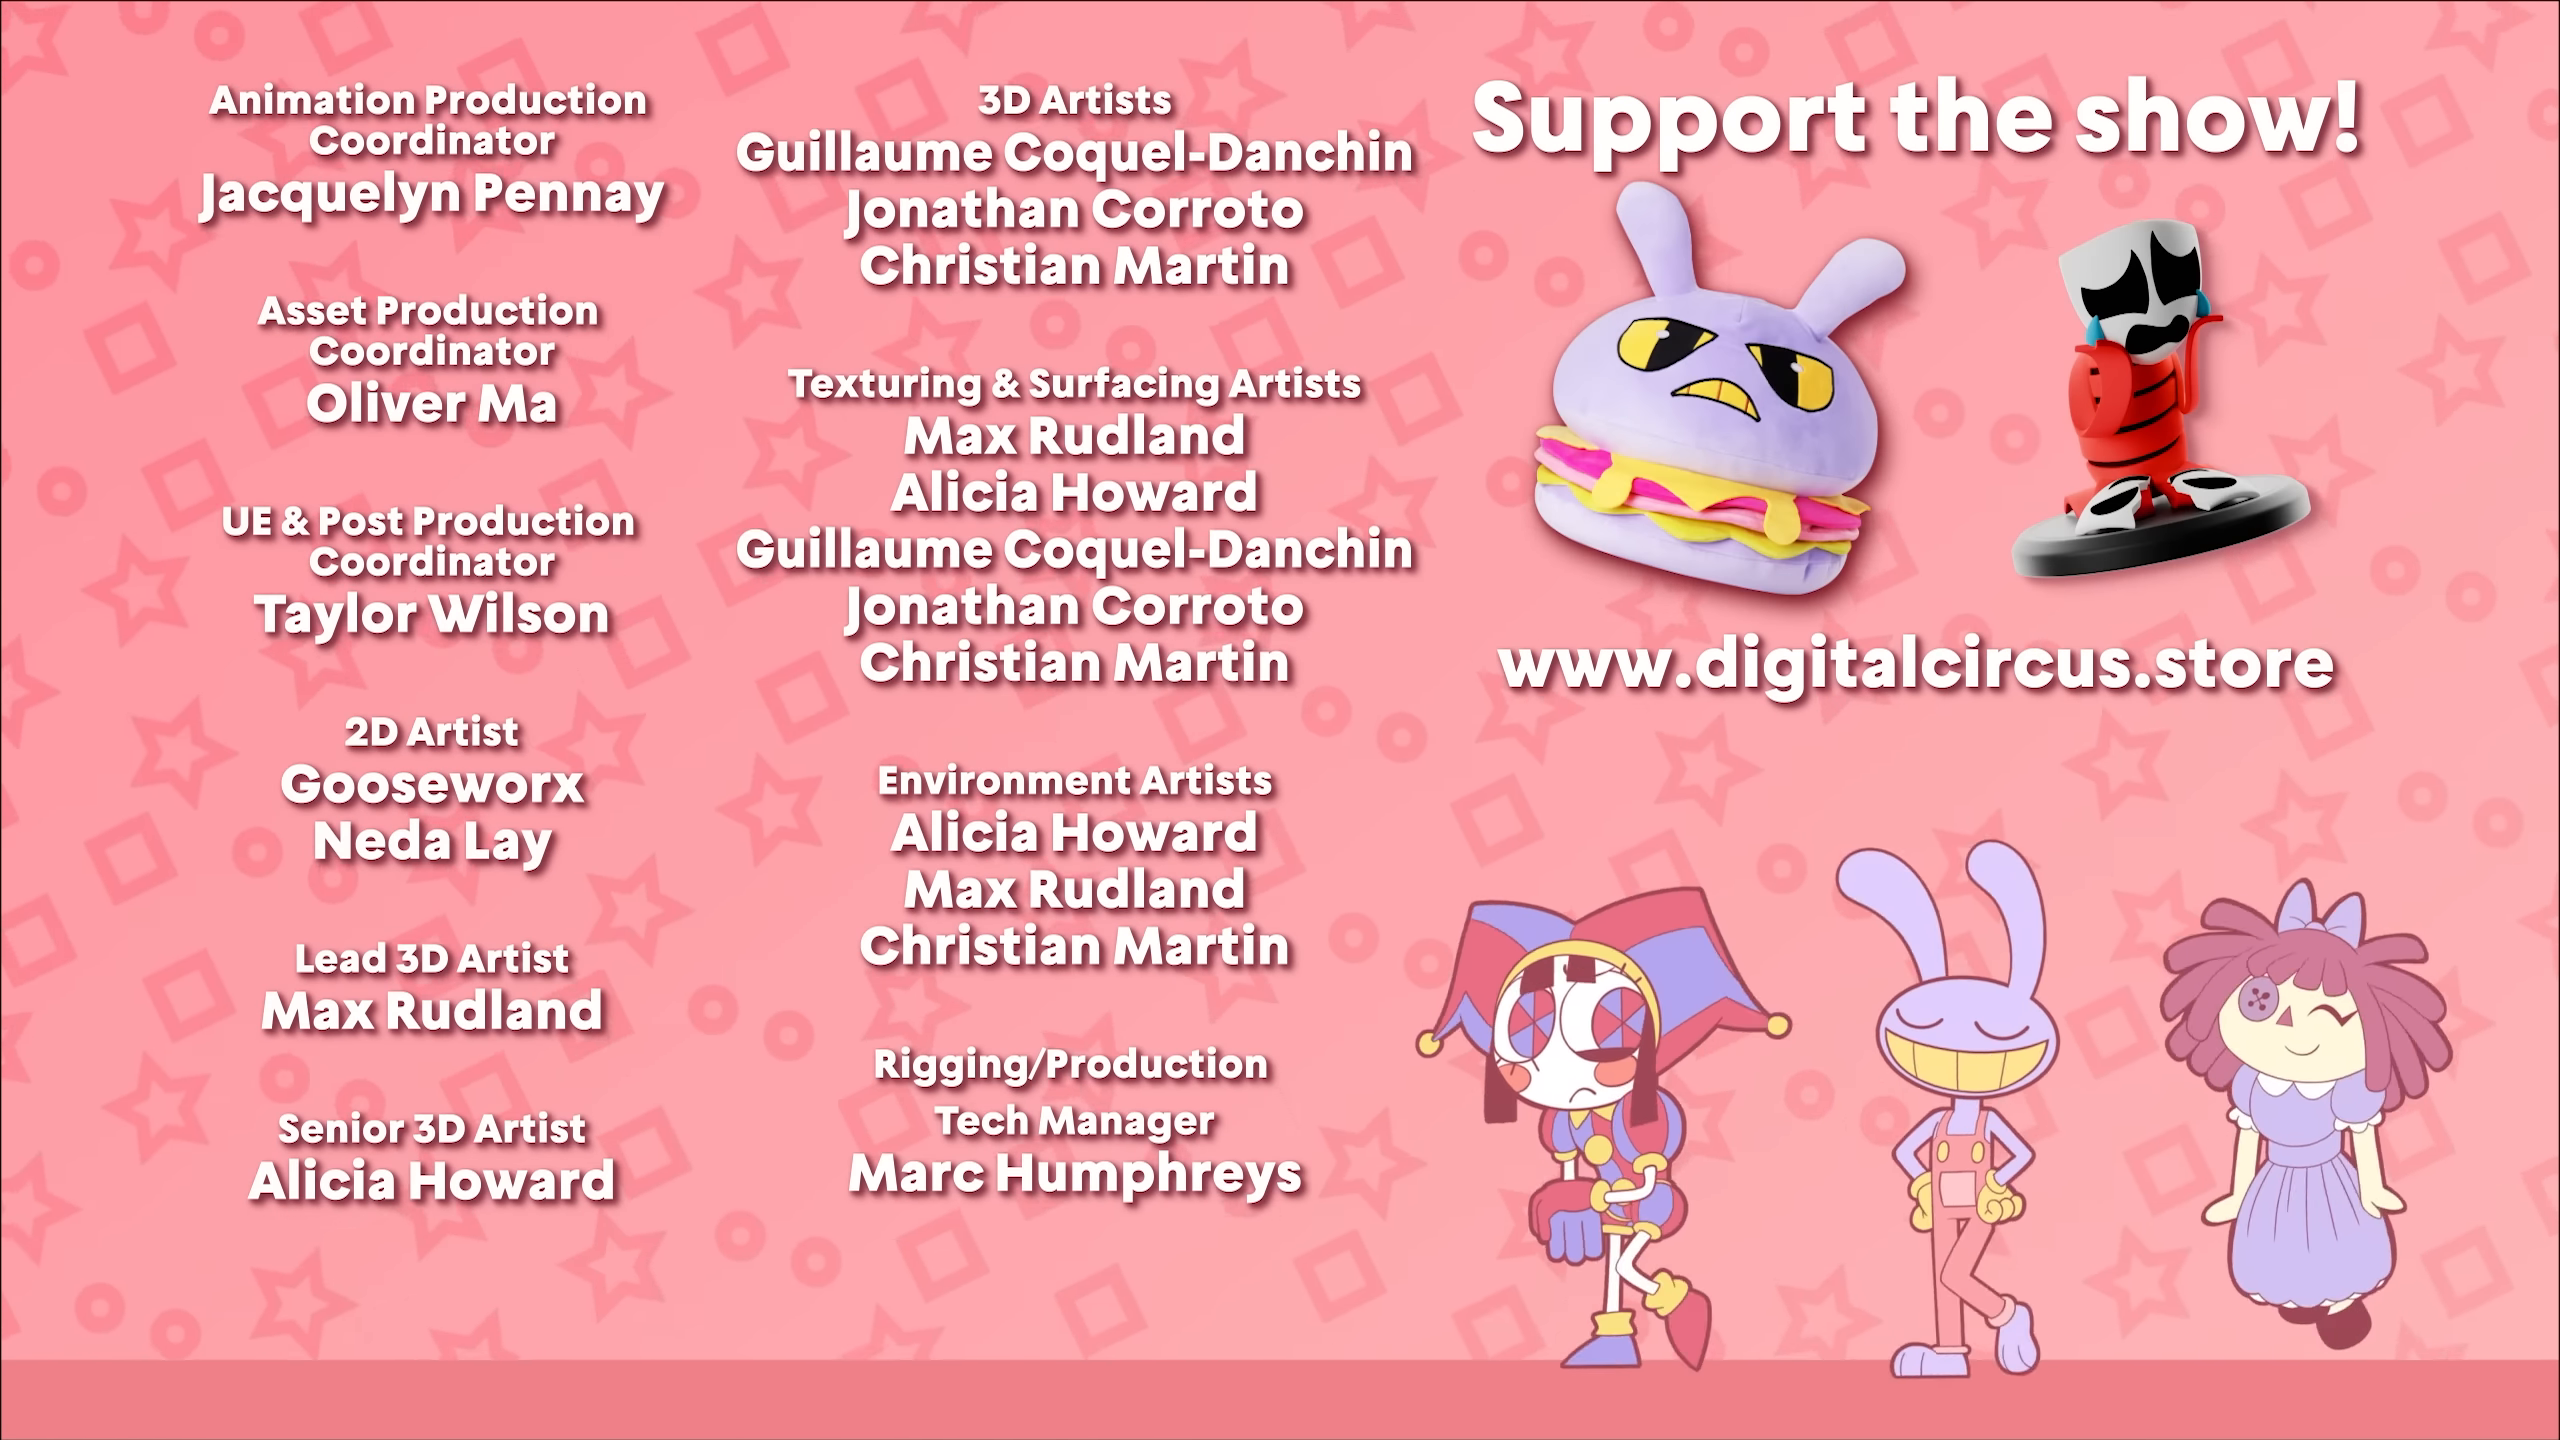 Animation Production
Coordinator
Jacquelyn Pennay
Asset Production
Coordinator
Oliver Ma
UE & Post Production
Coordinator
Taylor Wilson
2D Artist
Gooseworx
Neda Lay
Lead 3D Artist
Max Rudland
Senior 3D Artist
Alicia Howard
3D Artists
Guillaume Coquel-Danchin
Jonathan Corroto
Christian Martin
Texturing & Surfacing Artists
Max Rudland
Alicia Howard
Guillaume Coquel-Danchin
Jonathan Corroto
Christian Martin
Environment Artists
Alicia Howard
Max Rudland
Christian Martin
Rigging/Production
Tech Manager
Marc Humphreys
Support the show!
www.digitalcircus.store